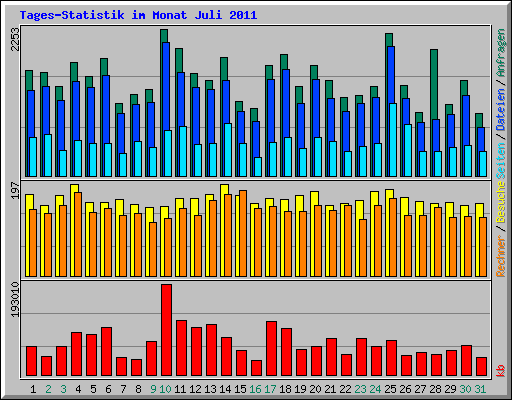 Tages-Statistik im Monat Juli 2011
2253
197
193010
Rechner / Besuche Seiten / Dateien / Anfragen
kb
1 2 3 4 5 6 7 8 9 10 11 12 13 14 15 16 17 18 19 20 21 22 23 24 25 26 27 28 29 30 31